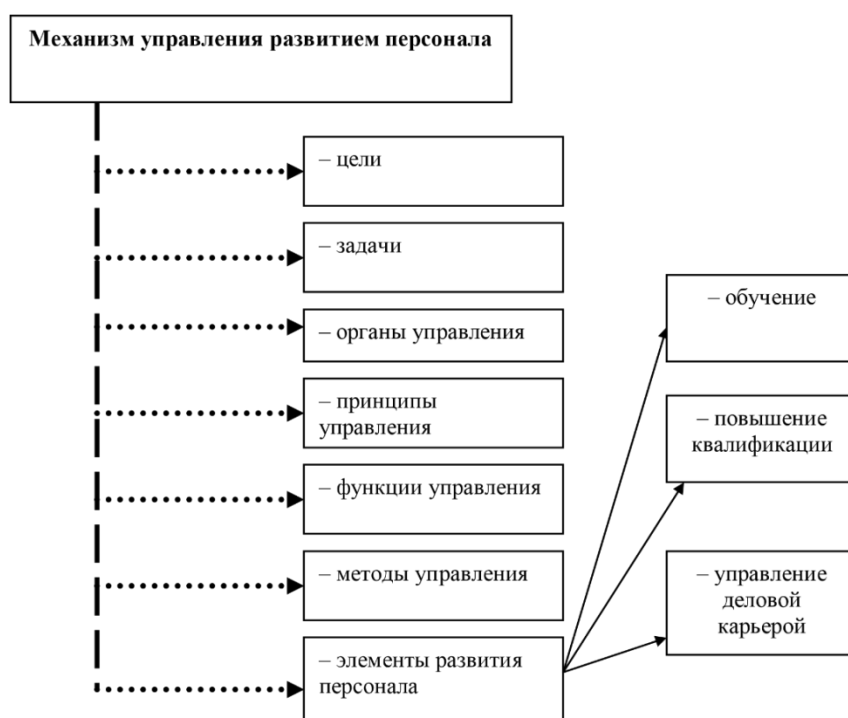 Механизм управления развитием персонала
– цели
– задачи
– органы управления
– принципы
управления
– функции управления
– методы управления
– элементы развития
персонала
– обучение
– повышение
квалификации
– управление
деловой
карьерой